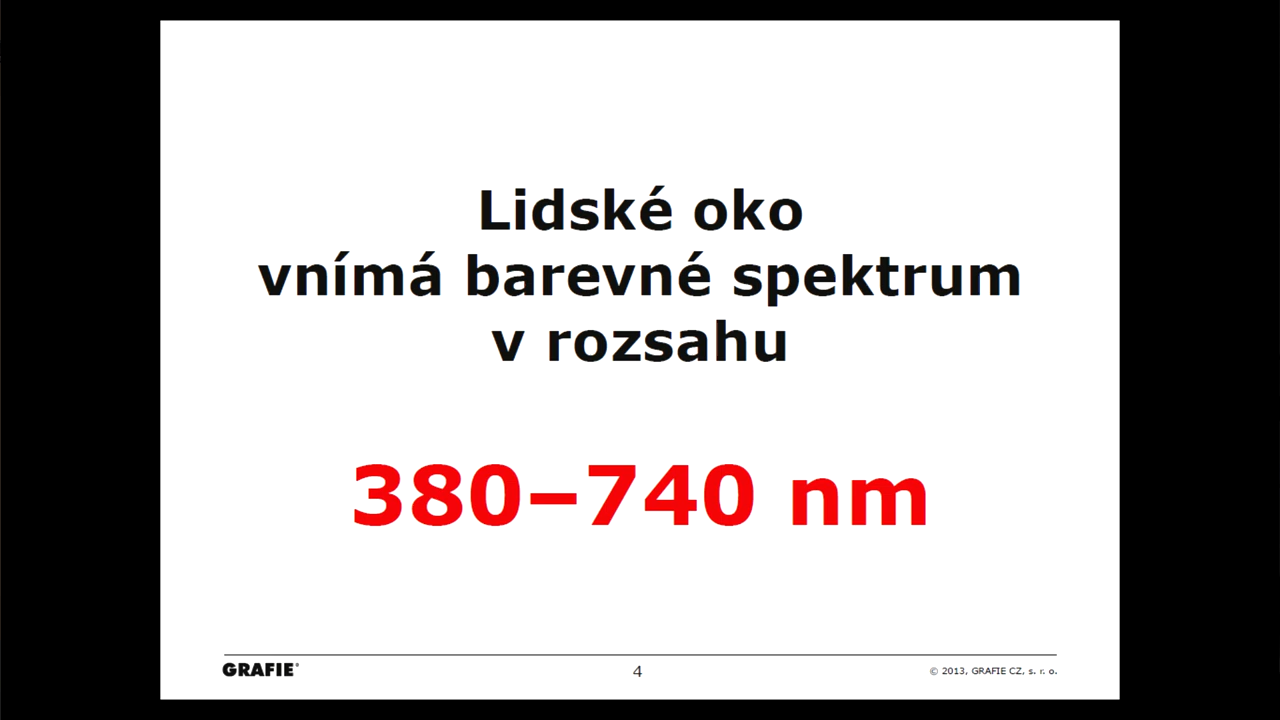 Lidské oko
vnímá barevné spektrum
v rozsahu
380–740 nm
GRAFIE®
4
© 2013, GRAFIE CZ, s. r. o.